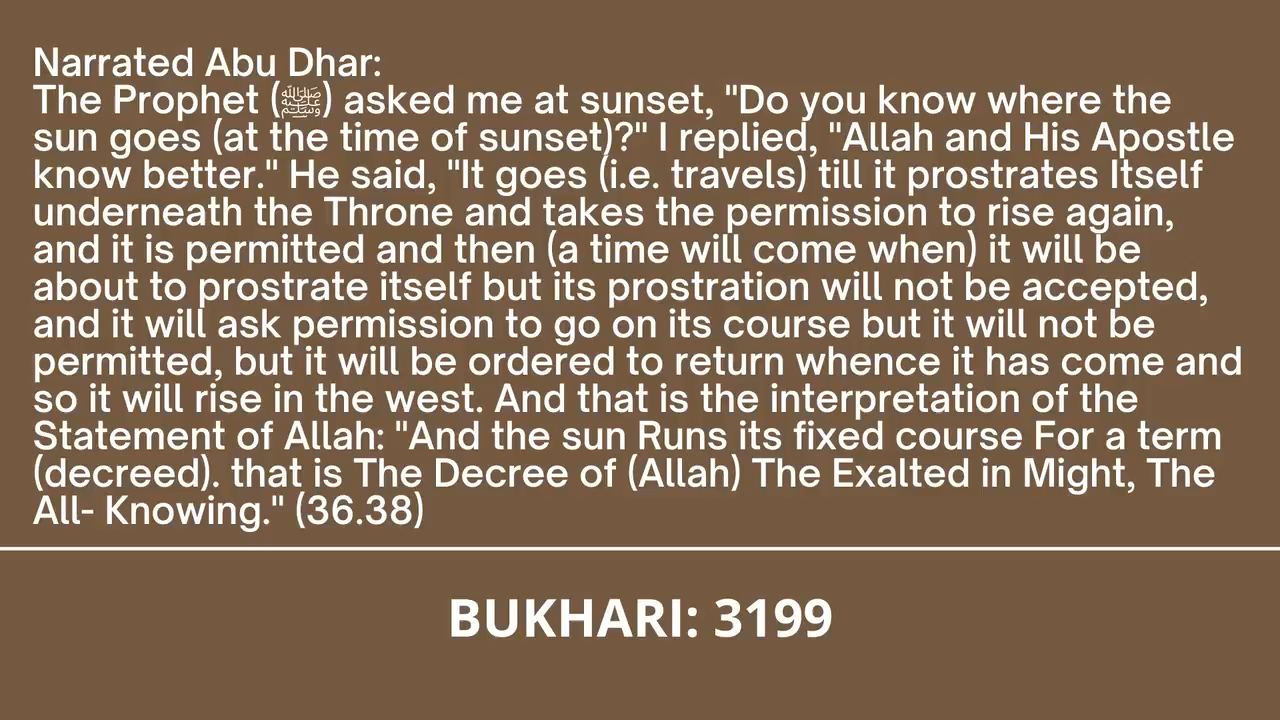 Narrated Abu Dhar:
The Prophet (ﷺ) asked me at sunset, "Do you know where the
sun goes (at the time of sunset)?" I replied, "Allah and His Apostle
know better." He said, "It goes (i.e. travels) till it prostrates Itself
underneath the Throne and takes the permission to rise again,
and it is permitted and then (a time will come when) it will be
about to prostrate itself but its prostration will not be accepted,
and it will ask permission to go on its course but it will not be
permitted, but it will be ordered to return whence it has come and
so it will rise in the west. And that is the interpretation of the
Statement of Allah: "And the sun Runs its fixed course For a term
(decreed). that is The Decree of (Allah) The Exalted in Might, The
All- Knowing." (36.38)
BUKHARI: 3199